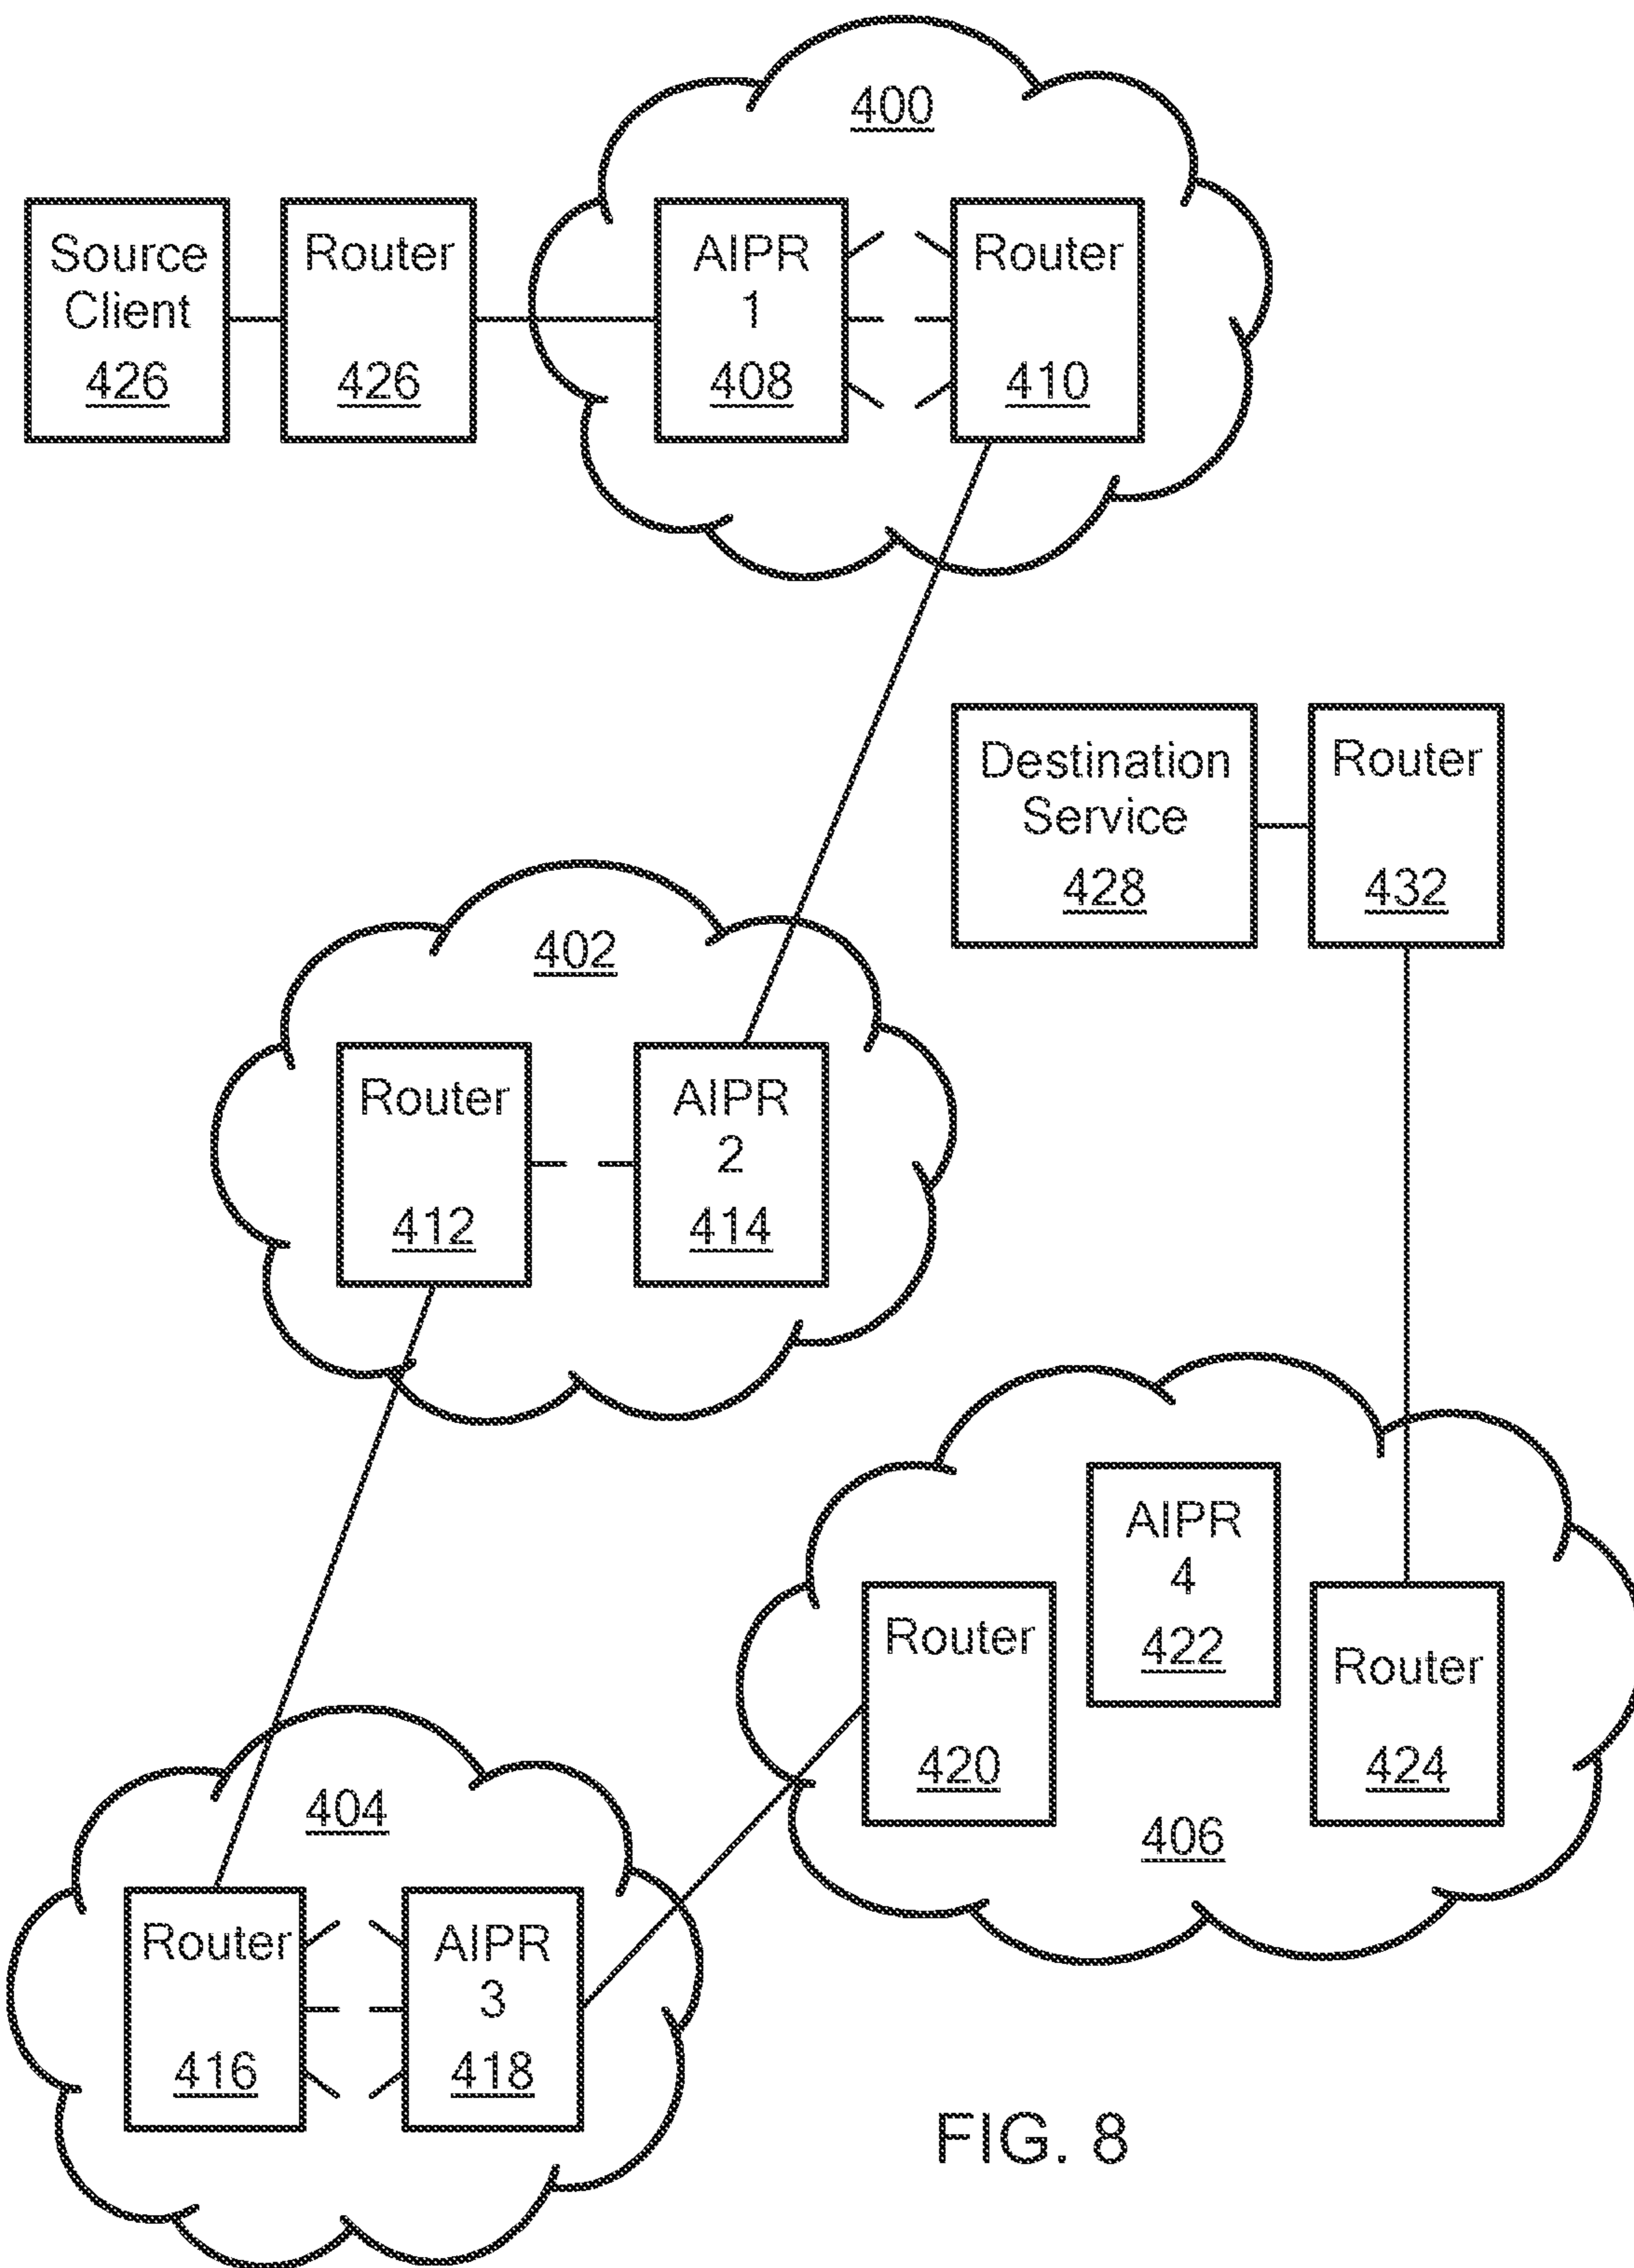 400
Source
Client
426
Router
426
AIPR
1
408
Router
410
Destination
Service
428
Router
432
402
Router
412
AIPR
2
414
AIPR
4
422
Router
420
Router
424
406
404
Router
416
AIPR
3
418
FIG. 8